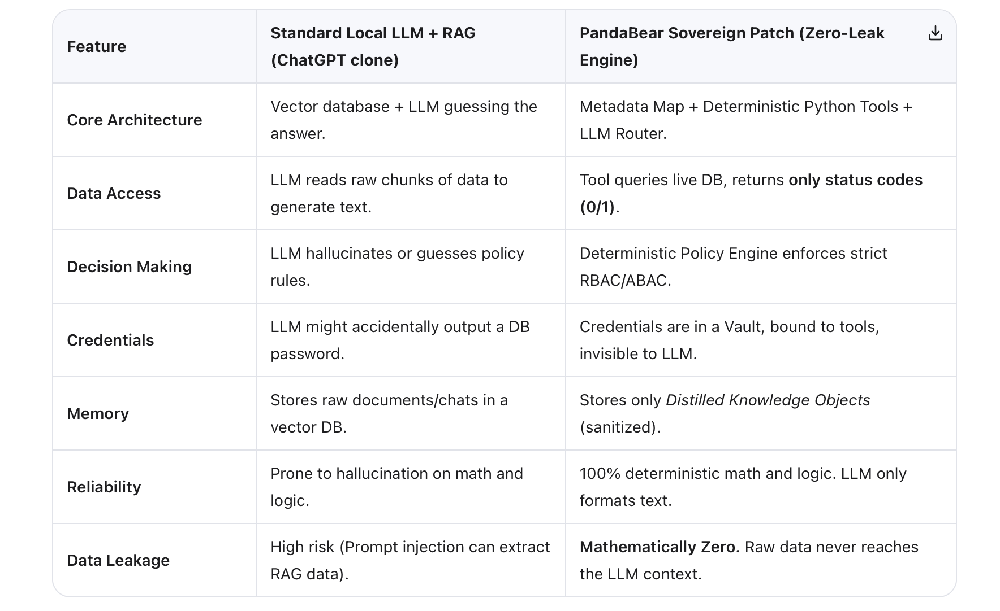 Feature
Standard Local LLM + RAG
(ChatGPT clone)
PandaBear Sovereign Patch (Zero-Leak
Engine)
Core Architecture
Vector database + LLM guessing the
answer.
Metadata Map + Deterministic Python Tools +
LLM Router.
Data Access
LLM reads raw chunks of data to
generate text.
Tool queries live DB, returns only status codes
(0/1).
Decision Making
LLM hallucinates or guesses policy
rules.
Deterministic Policy Engine enforces strict
RBAC/ABAC.
Credentials
LLM might accidentally output a DB
password.
Credentials are in a Vault, bound to tools,
invisible to LLM.
Memory
Stores raw documents/chats in a
vector DB.
Stores only Distilled Knowledge Objects
(sanitized).
Reliability
Prone to hallucination on math and
logic.
100% deterministic math and logic. LLM only
formats text.
Data Leakage
High risk (Prompt injection can extract
RAG data).
Mathematically Zero. Raw data never reaches
the LLM context.